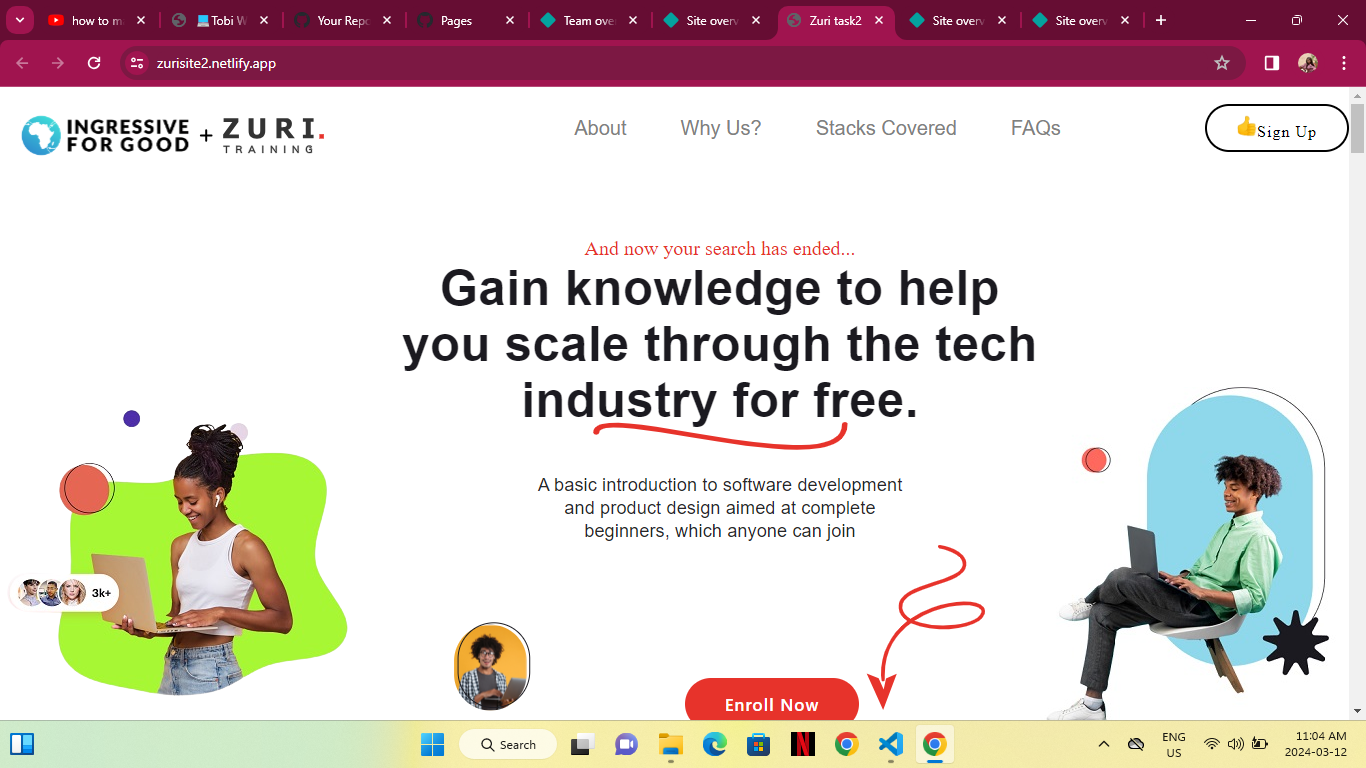 how to m
Tobi W
Your Repo
Pages
Team over
Site overv
Zuri task2
Site overv
Site overv
zurisite2.netlify.app
INGRESSIVE
FOR GOOD
+
ZURI.
TRAINING
About
Why Us?
Stacks Covered
FAQs
👍Sign Up
And now your search has ended...
Gain knowledge to help
you scale through the tech
industry for free.
A basic introduction to software development
and product design aimed at complete
beginners, which anyone can join
3k+
Enroll Now
Search
ENG
US
11:04 AM
2024-03-12